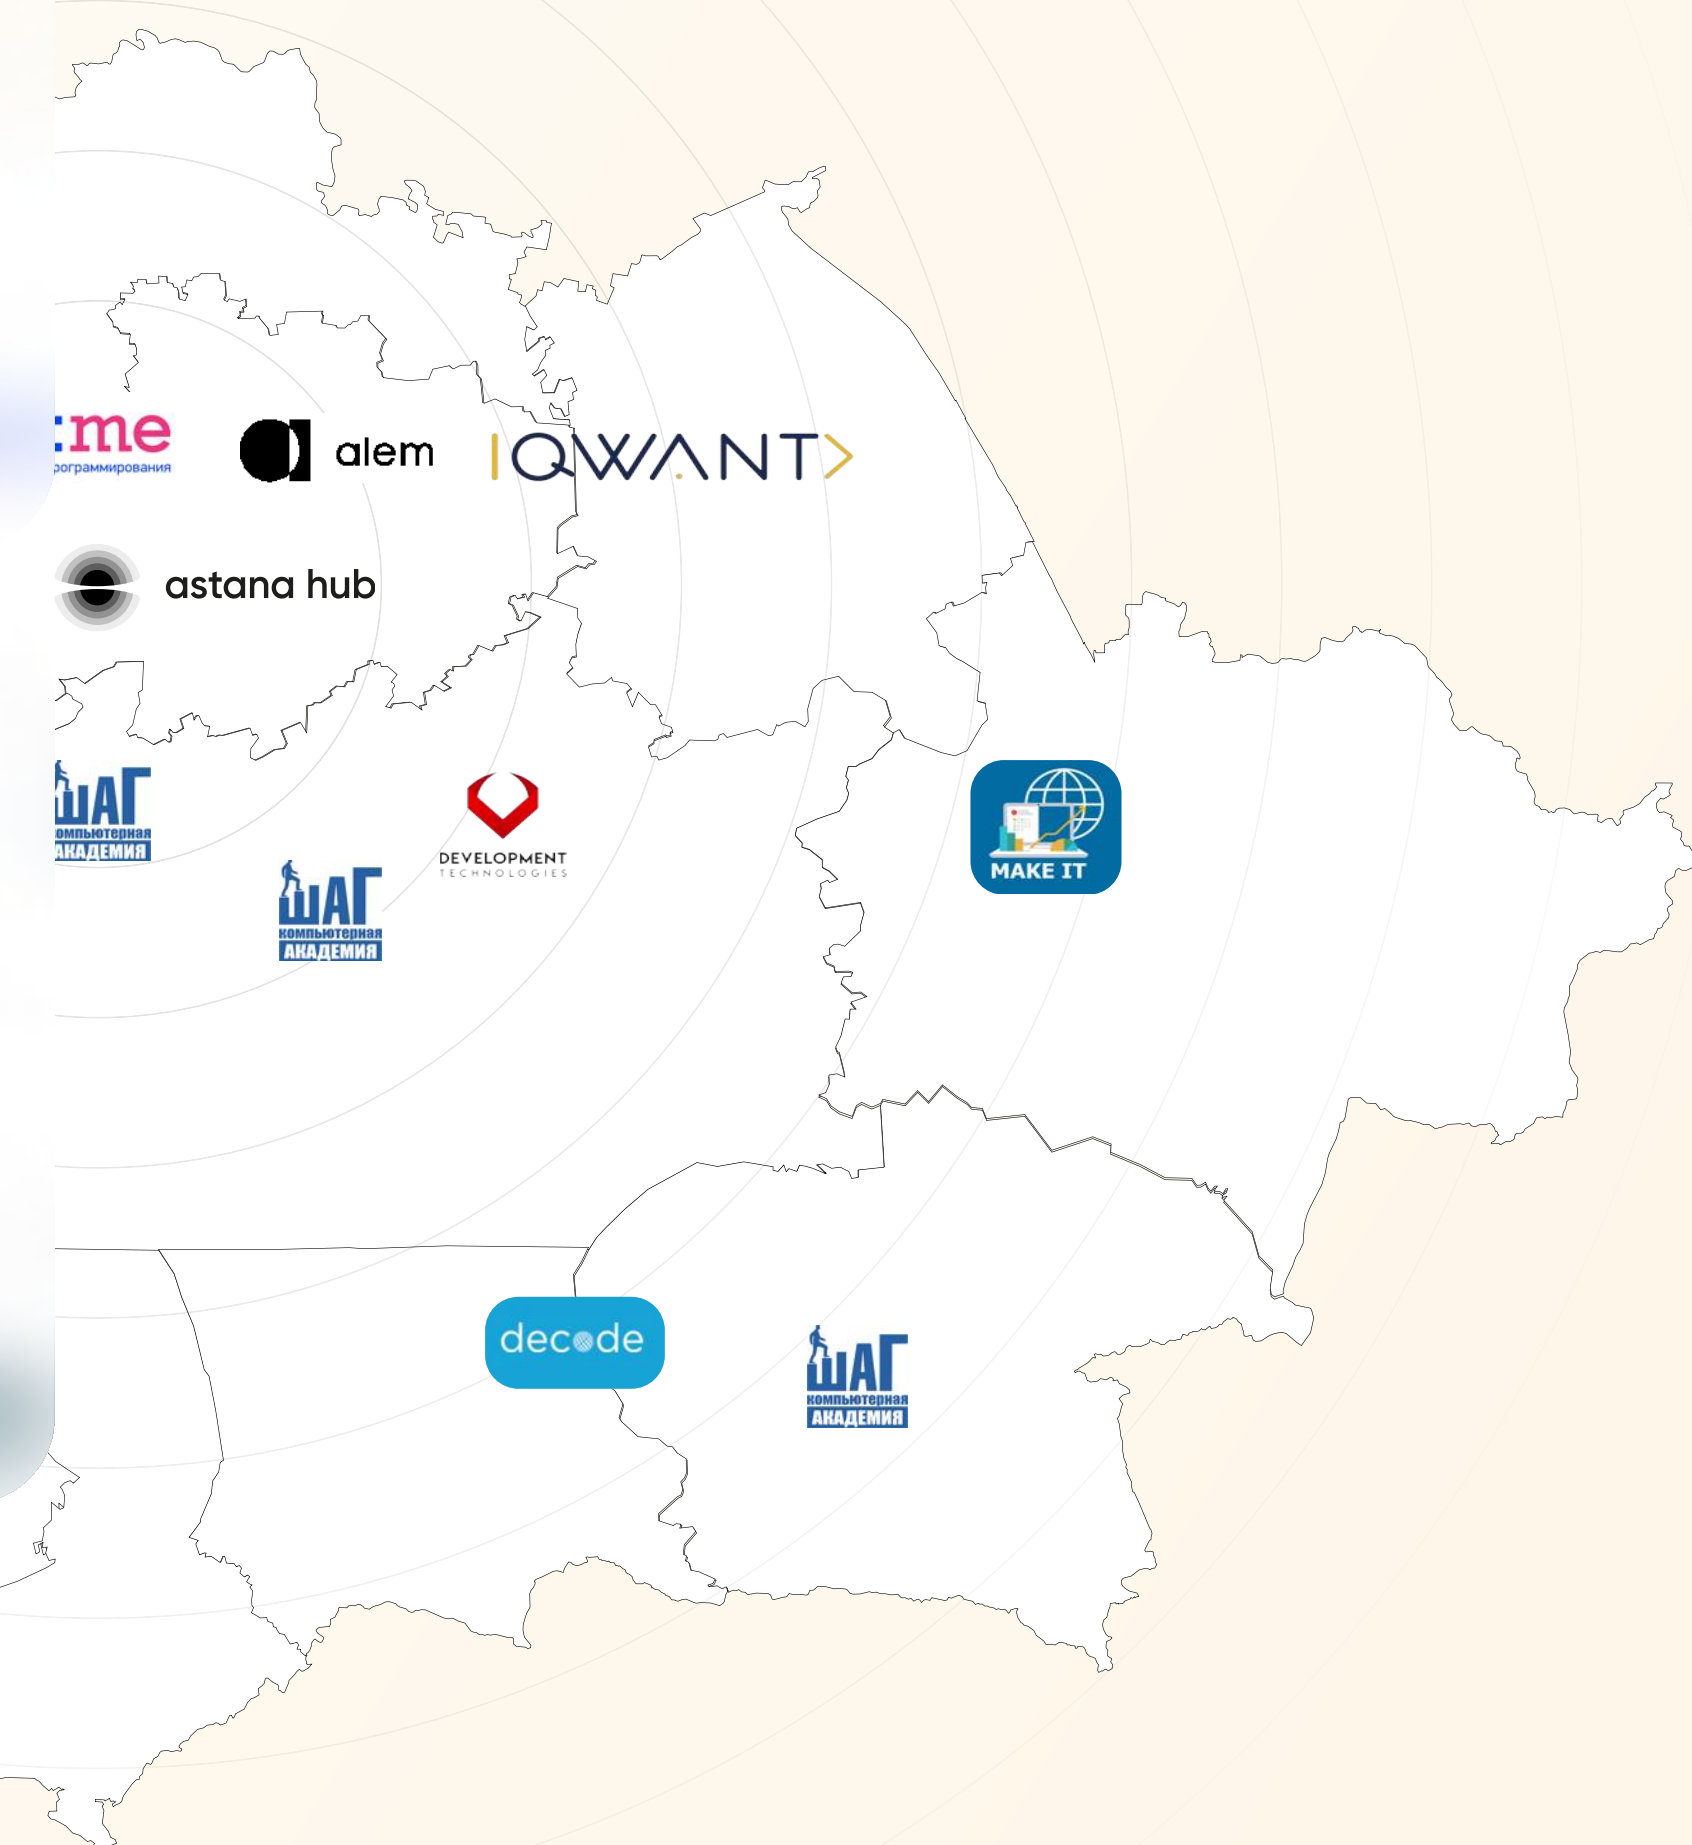 :me
рограммирования
alem
IQWANT>
astana hub
ШАГ
компьютерная
АКАДЕМИЯ
DEVELOPMENT
TECHNOLOGIES
MAKE IT
ШАГ
компьютерная
АКАДЕМИЯ
decode
ШАГ
компьютерная
АКАДЕМИЯ